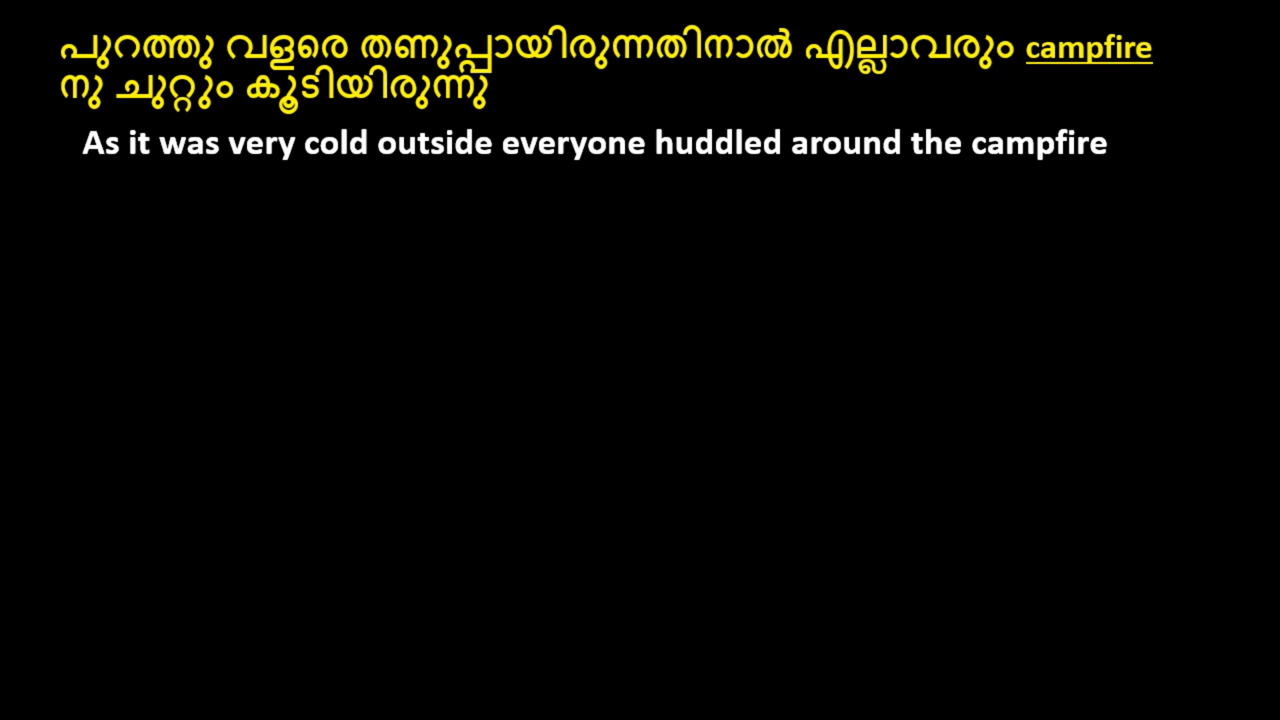 പുറത്തു വളരെ തണുപ്പായിരുന്നതിനാൽ എല്ലാവരും campfire
നു ചുറ്റും കൂടിയിരുന്നു
As it was very cold outside everyone huddled around the campfire